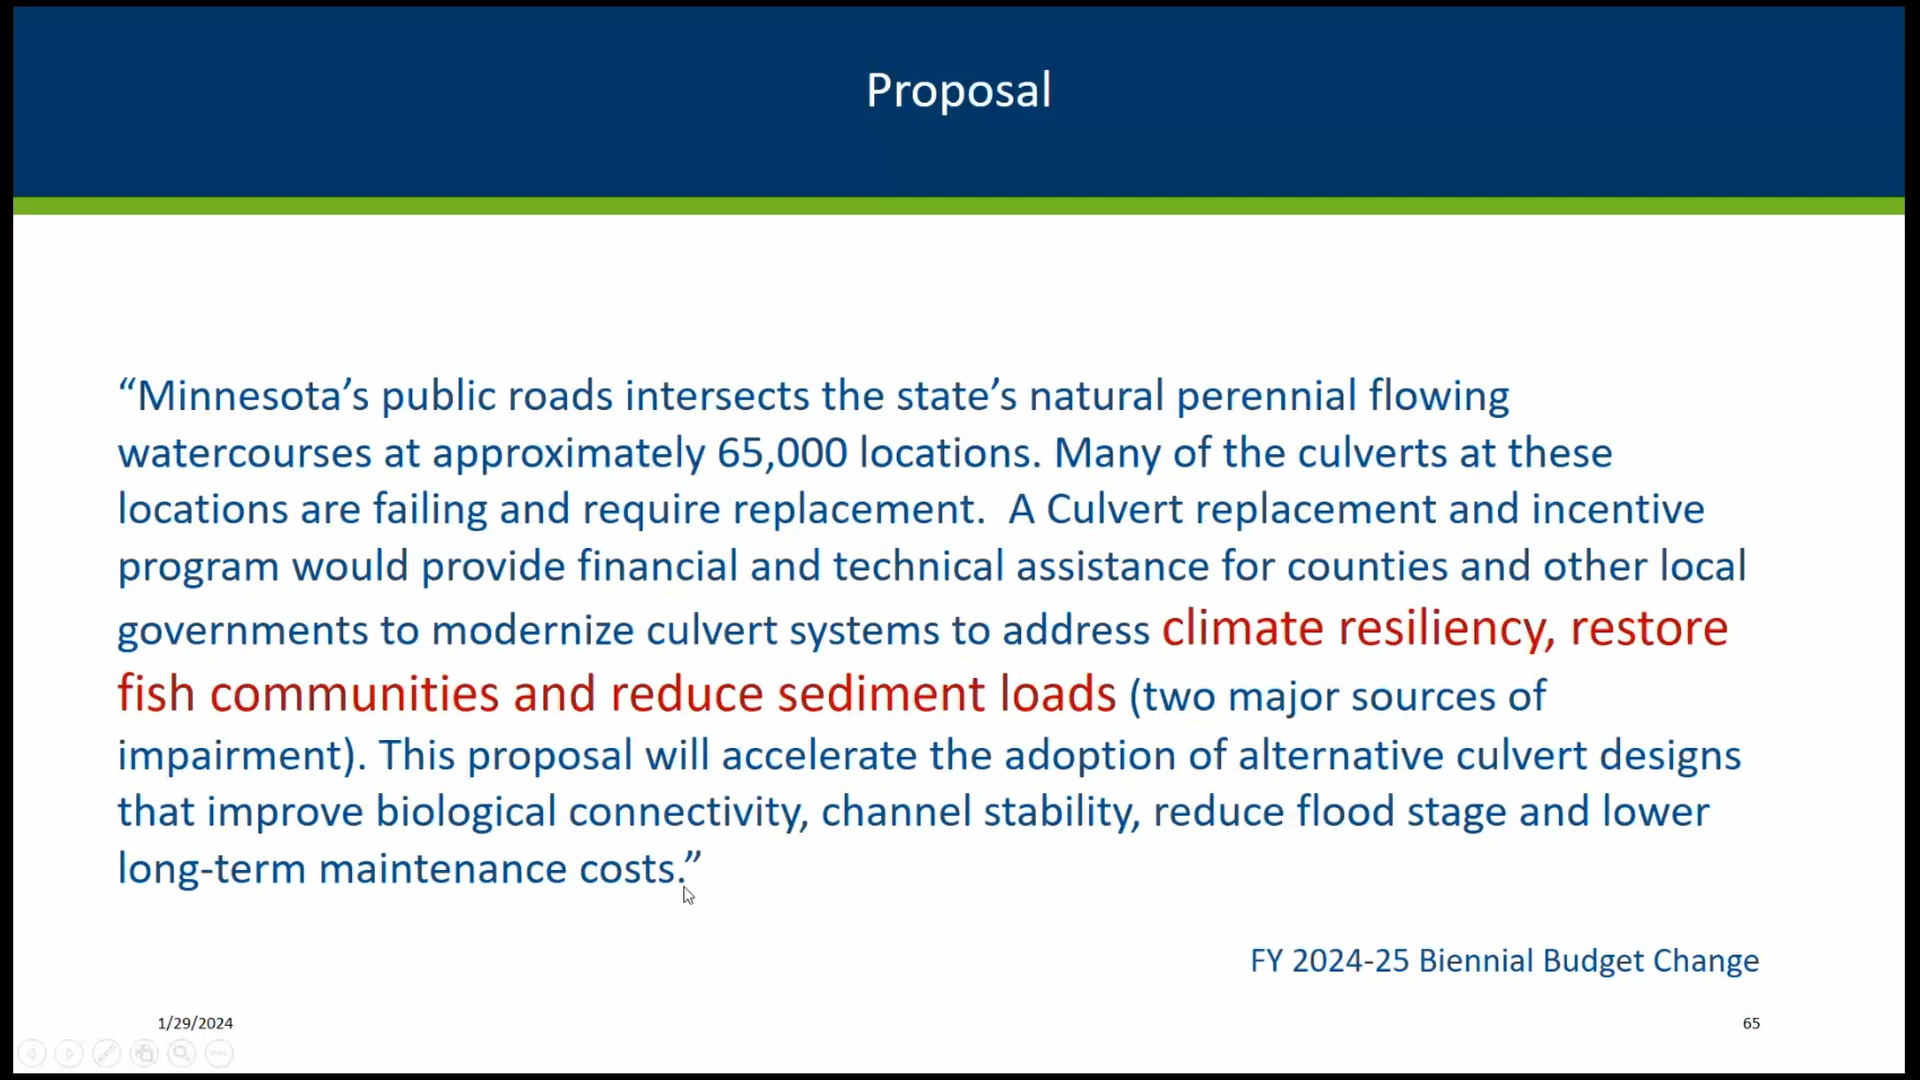 Proposal
“Minnesota’s public roads intersects the state’s natural perennial flowing
watercourses at approximately 65,000 locations. Many of the culverts at these
locations are failing and require replacement.  A Culvert replacement and incentive
program would provide financial and technical assistance for counties and other local
governments to modernize culvert systems to address climate resiliency, restore
fish communities and reduce sediment loads (two major sources of
impairment). This proposal will accelerate the adoption of alternative culvert designs
that improve biological connectivity, channel stability, reduce flood stage and lower
long-term maintenance costs.”
FY 2024-25 Biennial Budget Change
1/29/2024
65